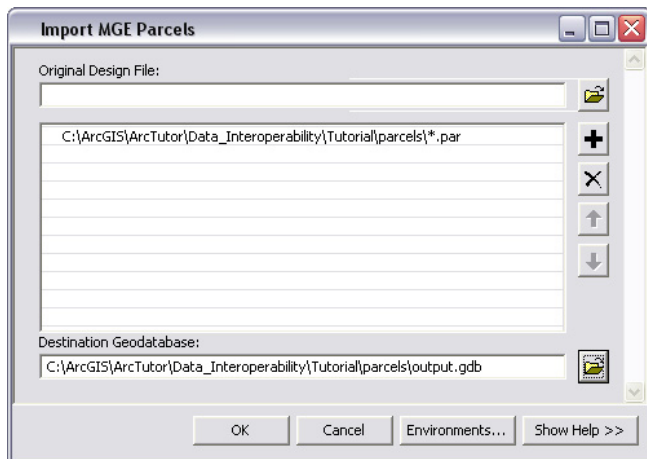 Import MGE Parcels
Original Design File:
C:\ArcGIS\ArcTutor\Data_Interoperability\Tutorial\parcels\*.par
Destination Geodatabase:
C:\ArcGIS\ArcTutor\Data_Interoperability\Tutorial\parcels\output.gdb
OK Cancel Environments... Show Help >>